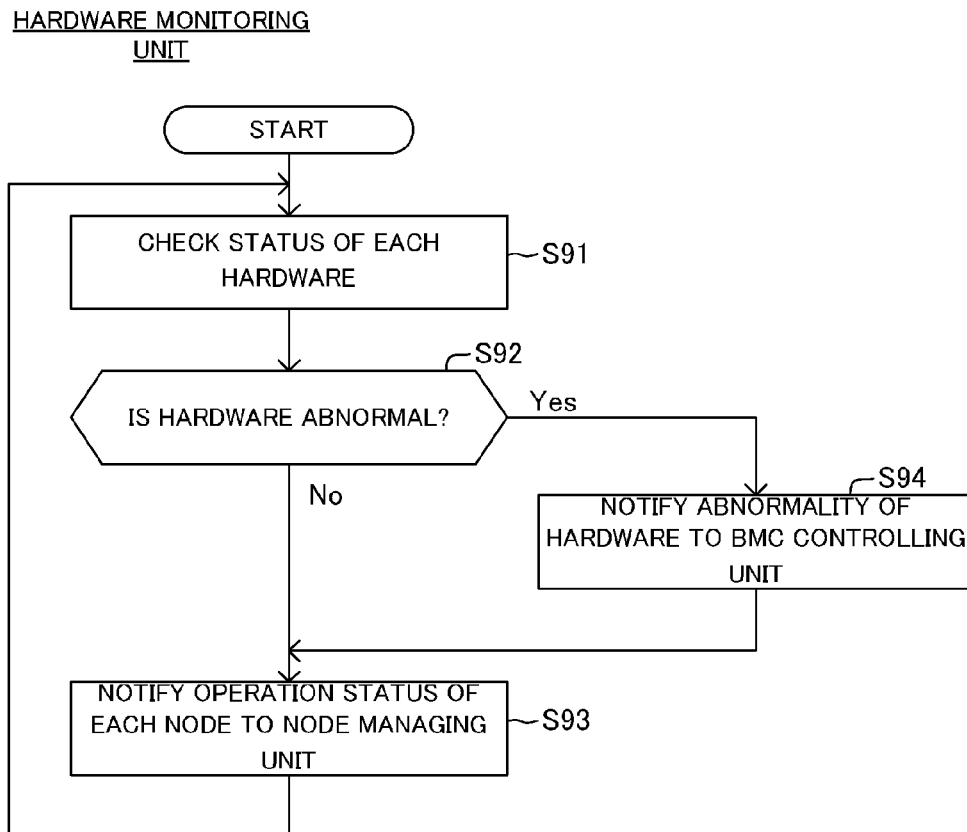 HARDWARE MONITORING
UNIT
START
CHECK STATUS OF EACH
HARDWARE
S91
S92
IS HARDWARE ABNORMAL?
Yes
No
S94
NOTIFY ABNORMALITY OF
HARDWARE TO BMC CONTROLLING
UNIT
NOTIFY OPERATION STATUS OF
EACH NODE TO NODE MANAGING
UNIT
S93